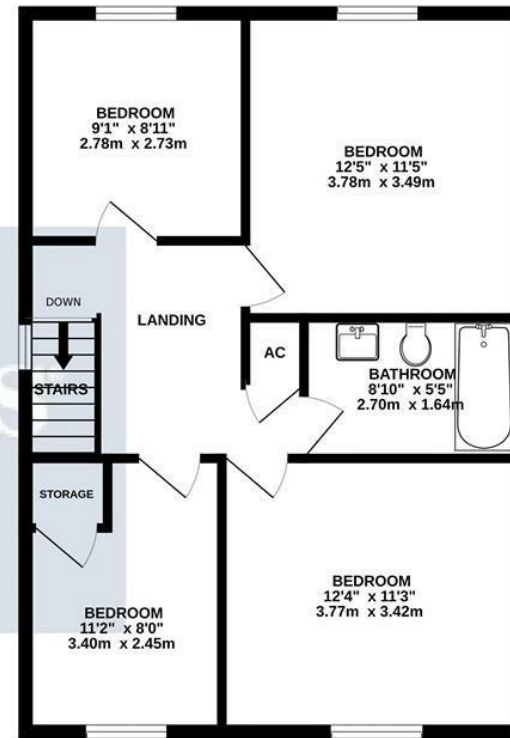 BEDROOM
9'1" x 8'11"
2.78m x 2.73m
BEDROOM
12'5" x 11'5"
3.78m x 3.49m
DOWN
LANDING
STAIRS
AC
BATHROOM
8'10" x 5'5"
2.70m x 1.64m
STORAGE
BEDROOM
11'2" x 8'0"
3.40m x 2.45m
BEDROOM
12'4" x 11'3"
3.77m x 3.42m